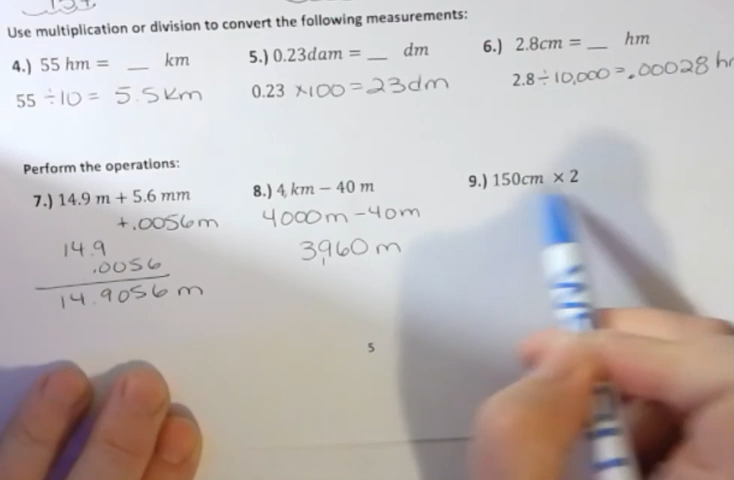 Use multiplication or division to convert the following measurements:
4.) 55 hm = __ km
55 ÷10 = 5.5km
5.) 0.23dam = __ dm
0.23 ×100 = 23dm
6.) 2.8cm = __ hm
2.8÷10,000 = .00028 h
Perform the operations:
7.) 14.9 m + 5.6 mm
+.0056m
14.9
.0056
14.9056 m
8.) 4 km – 40 m
4000m -40m
3,960 m
9.) 150cm × 2
5